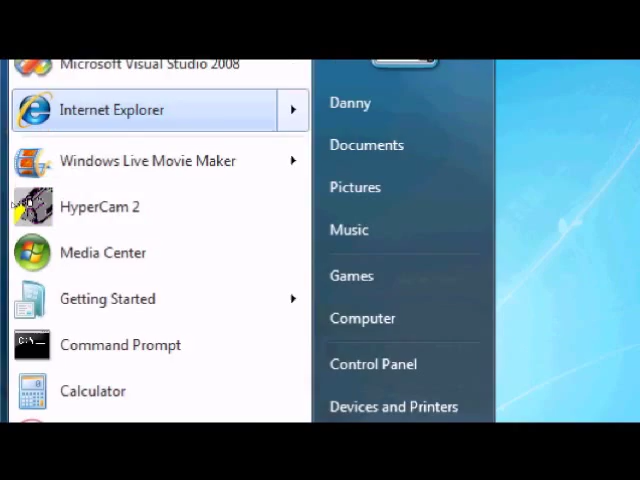 Microsoft Visual Studio 2008
Internet Explorer
Windows Live Movie Maker
HyperCam 2
Media Center
Getting Started
C:\_
Command Prompt
Calculator
Danny
Documents
Pictures
Music
Games
Computer
Control Panel
Devices and Printers